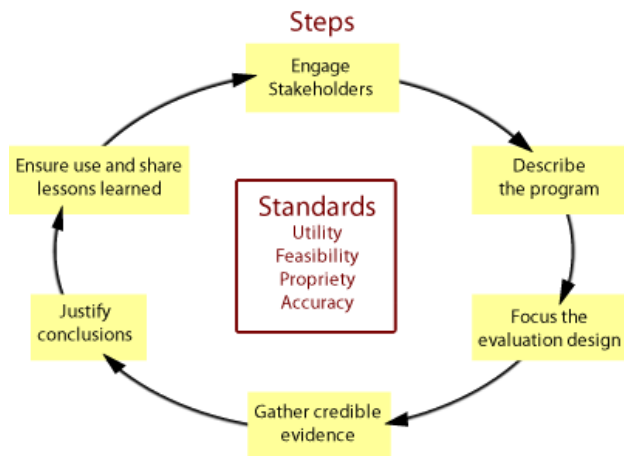 Steps
Engage
Stakeholders
Describe
the program
Focus the
evaluation design
Gather credible
evidence
Justify
conclusions
Ensure use and share
lessons learned
Standards
Utility
Feasibility
Propriety
Accuracy